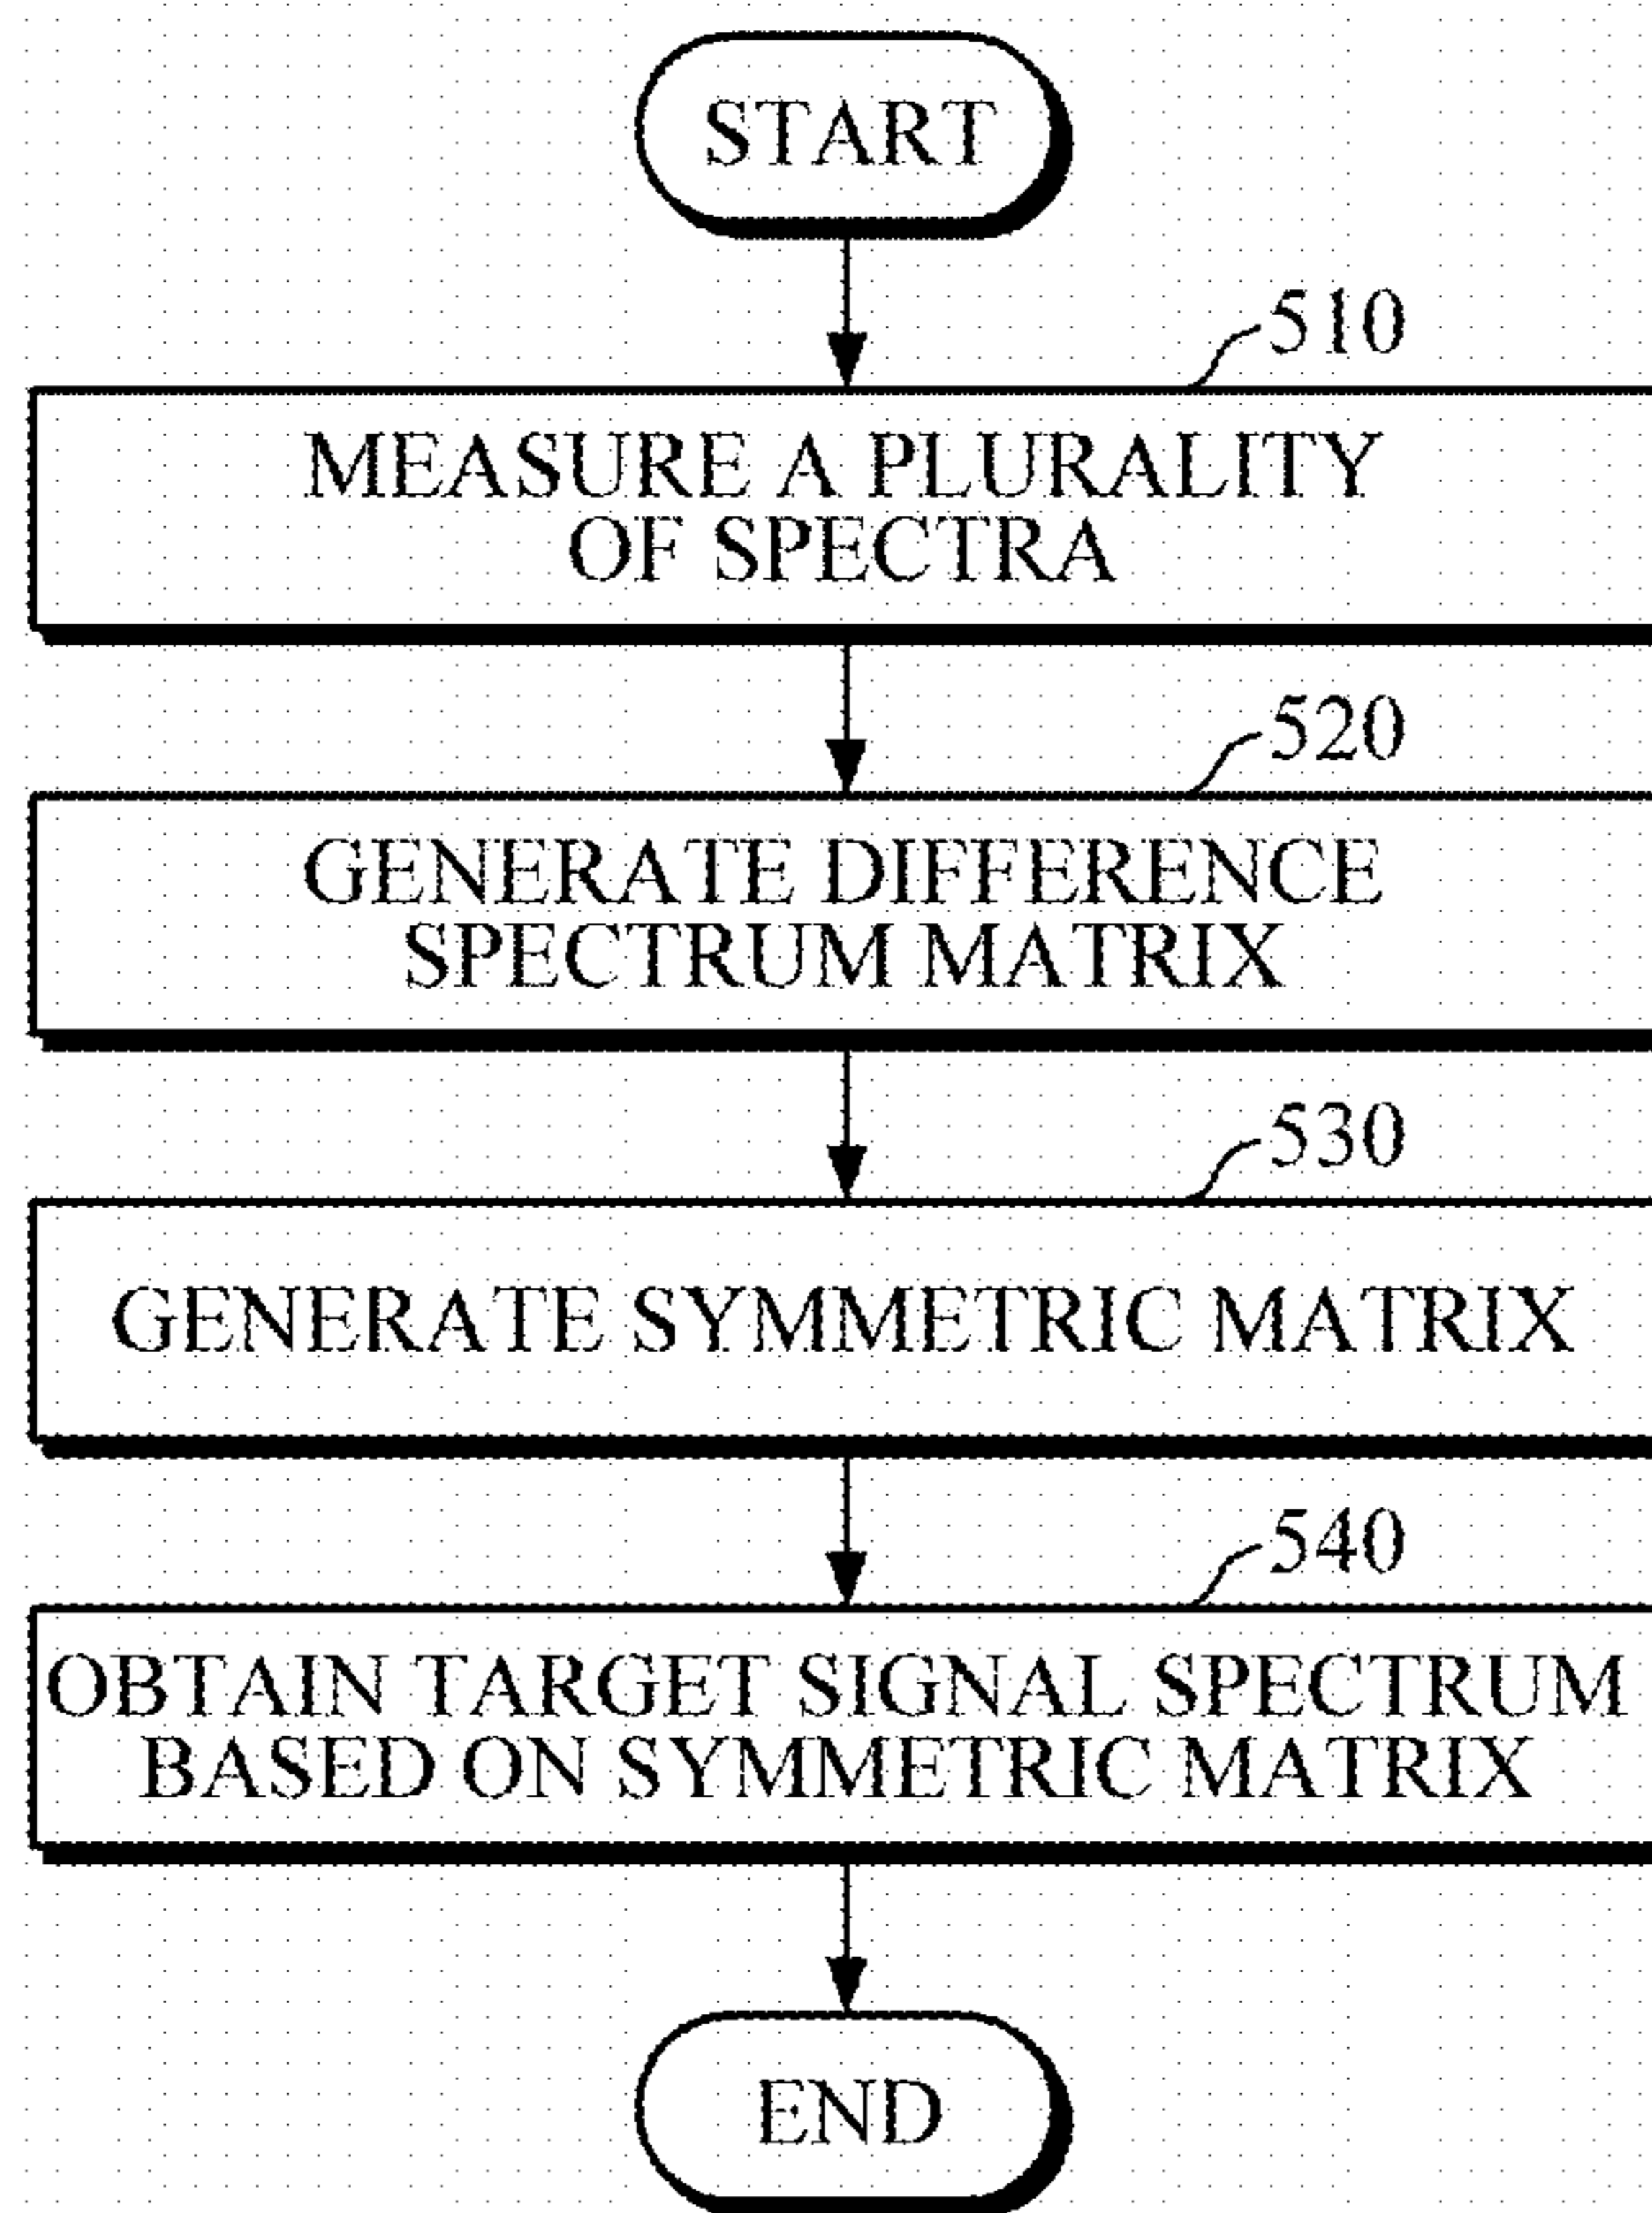 START
510
MEASURE A PLURALITY
OF SPECTRA
520
GENERATE DIFFERENCE
SPECTRUM MATRIX
530
GENERATE SYMMETRIC MATRIX
540
OBTAIN TARGET SIGNAL SPECTRUM
BASED ON SYMMETRIC MATRIX
END